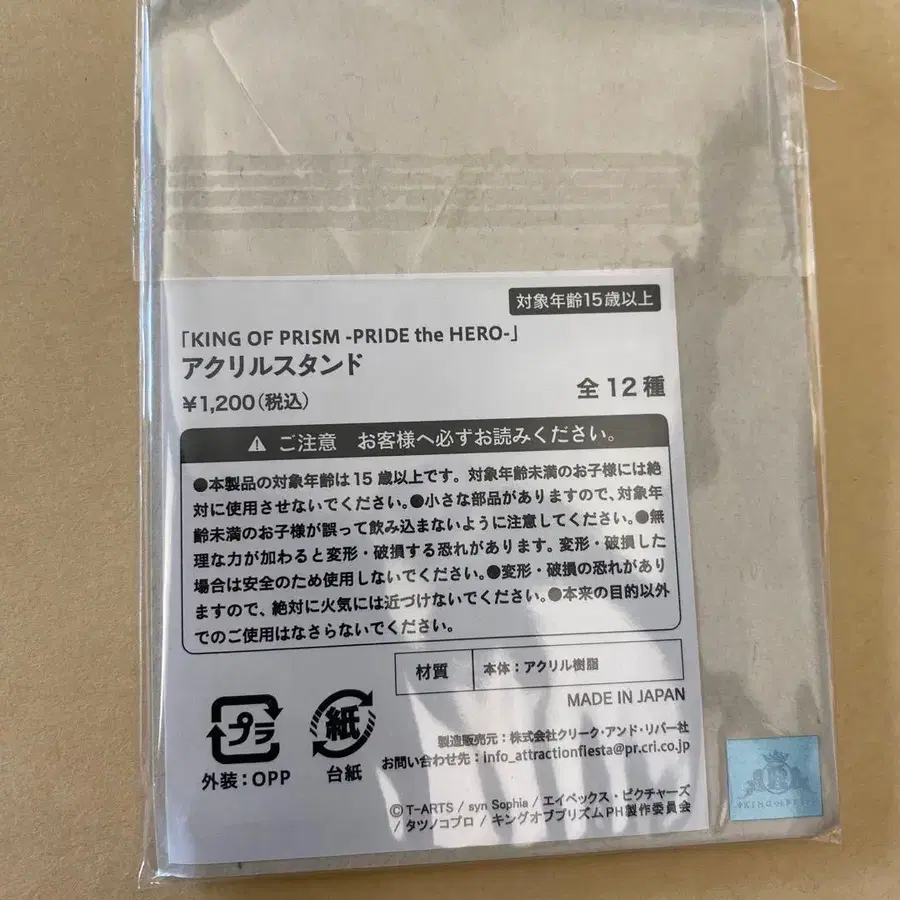 対象年齢15歳以上
「KING OF PRISM -PRIDE the HERO-」
アクリルスタンド
¥1,200(税込)
全12種
⚠ ご注意 お客様へ必ずお読みください。
●本製品の対象年齢は15歳以上です。対象年齢未満のお子様には絶
対に使用させないでください。●小さな部品がありますので、対象年
齢未満のお子様が誤って飲み込まないように注意してください。●無
理な力が加わると変形・破損する恐れがあります。変形・破損した
場合は安全のため使用しないでください。●変形・破損の恐れがあり
ますので、絶対に火気には近づけないでください。●本来の目的以外
でのご使用はなさらないでください。
材質 本体:アクリル樹脂
MADE IN JAPAN
プラ
外装:OPP
紙
台紙
製造販売元:株式会社クリーク・アンド・リバー社
お問い合わせ先:info_attractionfiesta@pr.cri.co.jp
©T-ARTS / syn Sophia / エイベックス・ピクチャーズ
/ タツノコプロ / キングオブプリズムPH製作委員会